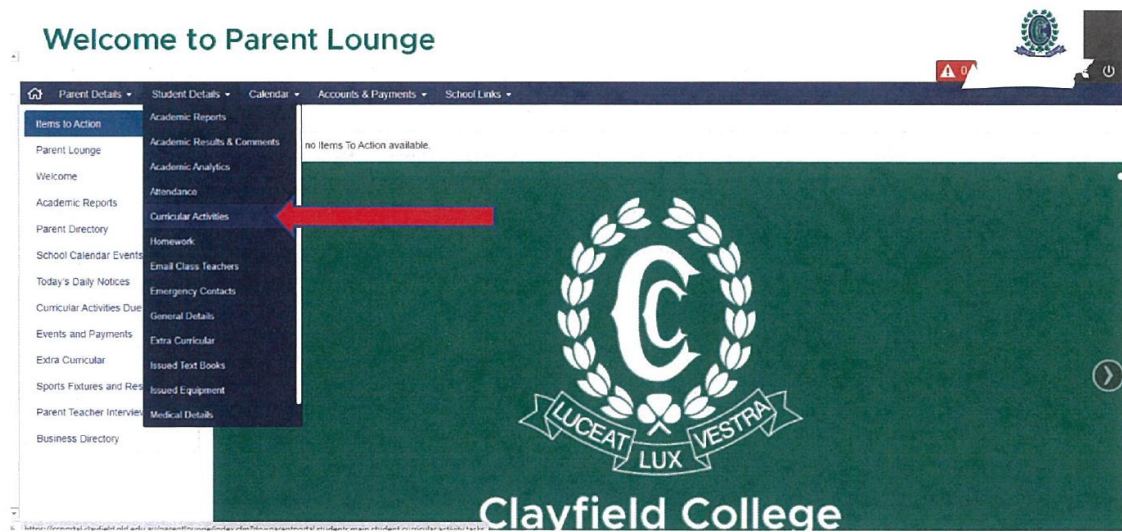 Welcome to Parent Lounge
0
Parent Details
Student Details
Calendar
Accounts & Payments
School Links
Items to Action
Parent Lounge
Welcome
Academic Reports
Parent Directory
School Calendar Events
Today's Daily Notices
Curricular Activities Due
Events and Payments
Extra Curricular
Sports Fixtures and Res
Parent Teacher Interview
Business Directory
Academic Reports
Academic Results & Comments
Academic Analytics
Attendance
Curricular Activities
Homework
Email Class Teachers
Emergency Contacts
General Details
Extra Curricular
Issued Text Books
Issued Equipment
Medical Details
no Items To Action available.
CC
LUCEAT LUX VESTRA
Clayfield College